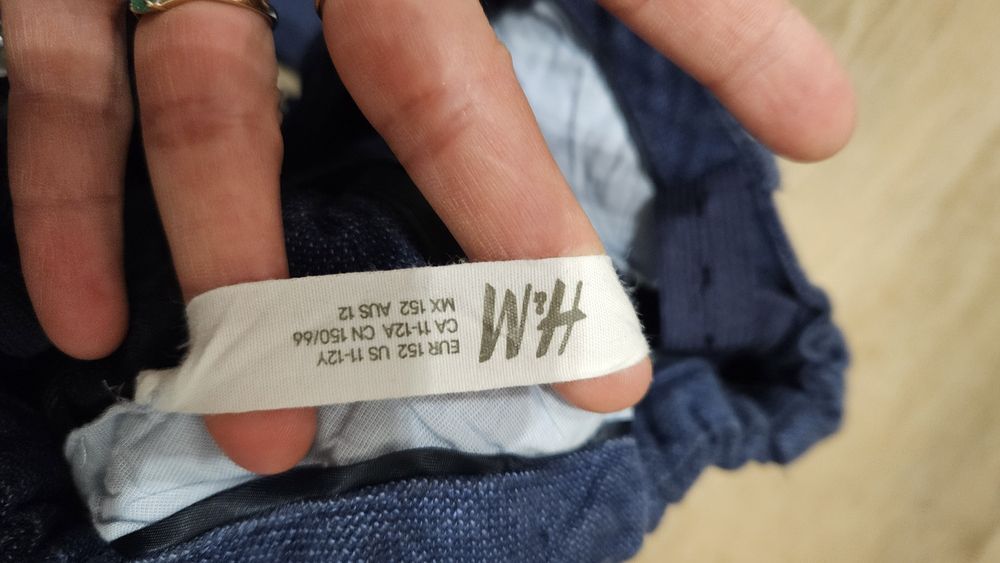 H&M
EUR 152 US 11-12Y
CA 11-12A CN 150/66
MX 152 AUS 12